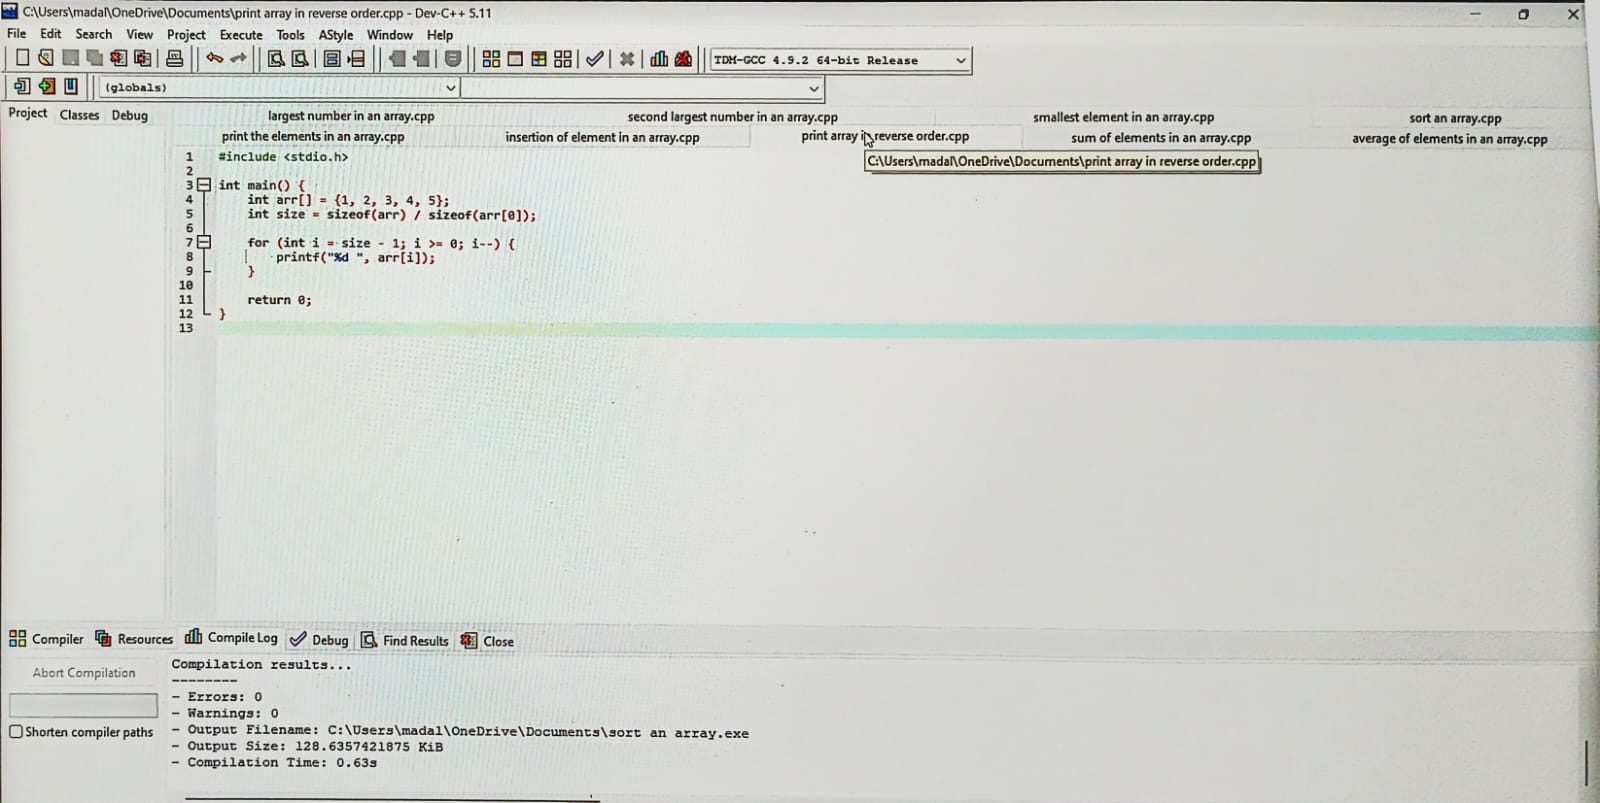 C:\Users\madal\OneDrive\Documents\print array in reverse order.cpp - Dev-C++ 5.11
File Edit Search View Project Execute Tools AStyle Window Help
TDM-GCC 4.9.2 64-bit Release
(globals)
Project Classes Debug
largest number in an array.cpp second largest number in an array.cpp smallest element in an array.cpp sort an array.cpp
print the elements in an array.cpp insertion of element in an array.cpp print array in reverse order.cpp sum of elements in an array.cpp average of elements in an array.cpp
C:\Users\madal\OneDrive\Documents\print array in reverse order.cpp
1 #include <stdio.h>
2
3 int main() {
4 int arr[] = {1, 2, 3, 4, 5};
5 int size = sizeof(arr) / sizeof(arr[0]);
6
7 for (int i = size - 1; i >= 0; i--) {
8 printf("%d ", arr[i]);
9 }
10
11 return 0;
12 }
13
Compiler Resources Compile Log Debug Find Results Close
Abort Compilation
Shorten compiler paths
Compilation results...
--------
- Errors: 0
- Warnings: 0
- Output Filename: C:\Users\madal\OneDrive\Documents\sort an array.exe
- Output Size: 128.6357421875 KiB
- Compilation Time: 0.63s